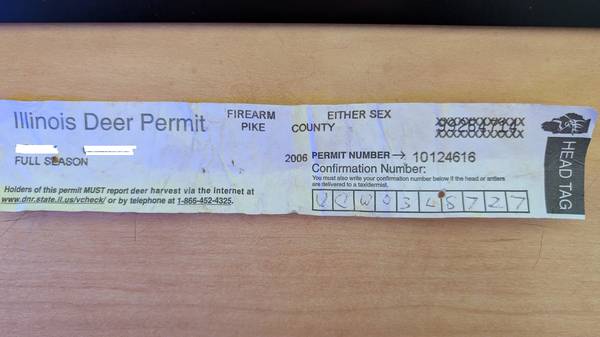 Illinois Deer Permit
FIREARM EITHER SEX
PIKE COUNTY
FULL SEASON
2006 PERMIT NUMBER→ 10124616
Confirmation Number:
You must also write your confirmation number below if the head or antlers
are delivered to a taxidermist.
Holders of this permit MUST report deer harvest via the internet at
www.dnr.state.il.us/vcheck/ or by telephone at 1-866-452-4325.
HEAD TAG